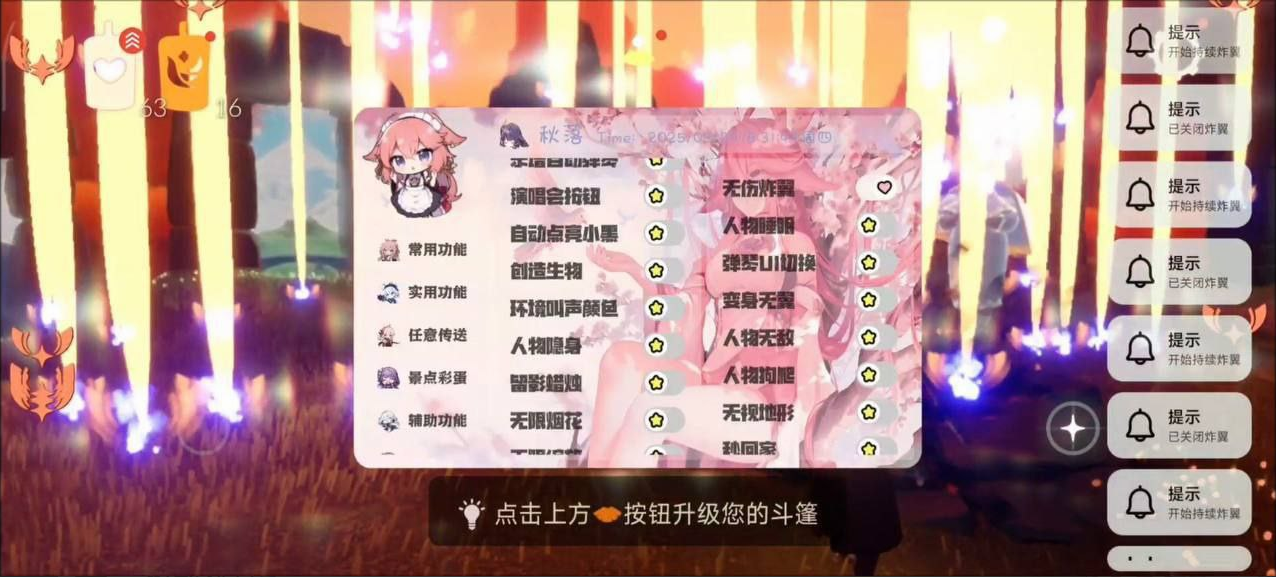 63
16
秋落
Time:
常用功能
实用功能
任意传送
景点彩蛋
辅助功能
演唱会按钮
自动点亮小黑
创造生物
环境叫声颜色
人物隐身
留影蜡烛
无限烟花
无伤炸翼
人物睡眠
弹琴UI切换
变身无翼
人物无敌
人物狗爬
无视地形
秒回家
点击上方按钮升级您的斗篷
提示
开始持续炸翼
提示
已关闭炸翼
提示
开始持续炸翼
提示
已关闭炸翼
提示
开始持续炸翼
提示
已关闭炸翼
提示
开始持续炸翼